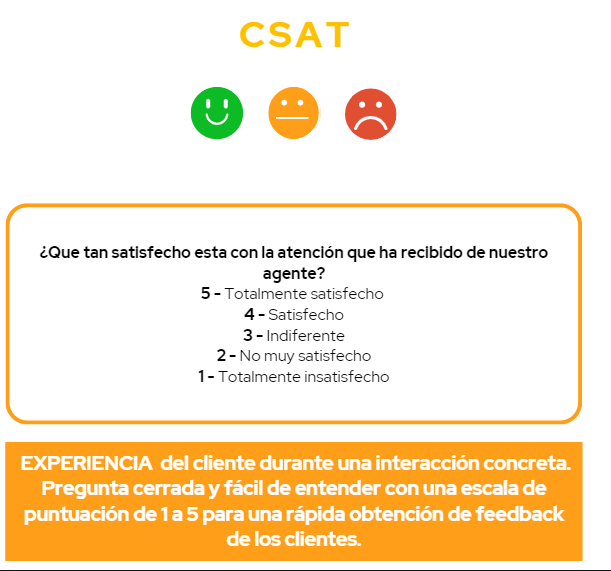 CSAT
¿Que tan satisfecho esta con la atención que ha recibido de nuestro
agente?
5 - Totalmente satisfecho
4 - Satisfecho
3 - Indiferente
2 - No muy satisfecho
1 - Totalmente insatisfecho
EXPERIENCIA del cliente durante una interacción concreta.
Pregunta cerrada y fácil de entender con una escala de
puntuación de 1 a 5 para una rápida obtención de feedback
de los clientes.